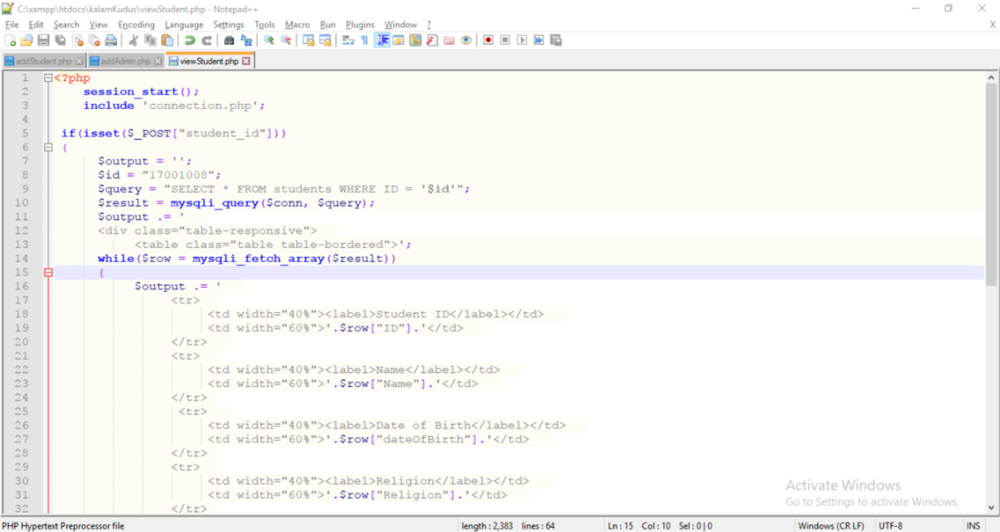 C:\xampp\htdocs\kalamKudus\viewStudent.php - Notepad++
File Edit Search View Encoding Language Settings Tools Macro Run Plugins Window ?
X
addStudent.php addAdmin.php viewStudent.php
1 <?php
2 session_start();
3 include 'connection.php';
4
5 if(isset($_POST["student_id"]))
6 {
7 $output = '';
8 $id = "17001008";
9 $query = "SELECT * FROM students WHERE ID = '$id'";
10 $result = mysqli_query($conn, $query);
11 $output .= '
12 <div class="table-responsive">
13 <table class="table table-bordered">';
14 while($row = mysqli_fetch_array($result))
15 {
16 $output .= '
17 <tr>
18 <td width="40%"><label>Student ID</label></td>
19 <td width="60%">'.$row["ID"].'</td>
20 </tr>
21 <tr>
22 <td width="40%"><label>Name</label></td>
23 <td width="60%">'.$row["Name"].'</td>
24 </tr>
25 <tr>
26 <td width="40%"><label>Date of Birth</label></td>
27 <td width="60%">'.$row["dateOfBirth"].'</td>
28 </tr>
29 <tr>
30 <td width="40%"><label>Religion</label></td>
31 <td width="60%">'.$row["Religion"].'</td>
32 </tr>
Activate Windows
Go to Settings to activate Windows.
PHP Hypertext Preprocessor file length : 2,383 lines : 64 Ln : 15 Col : 10 Sel : 0 | 0 Windows (CR LF) UTF-8 INS